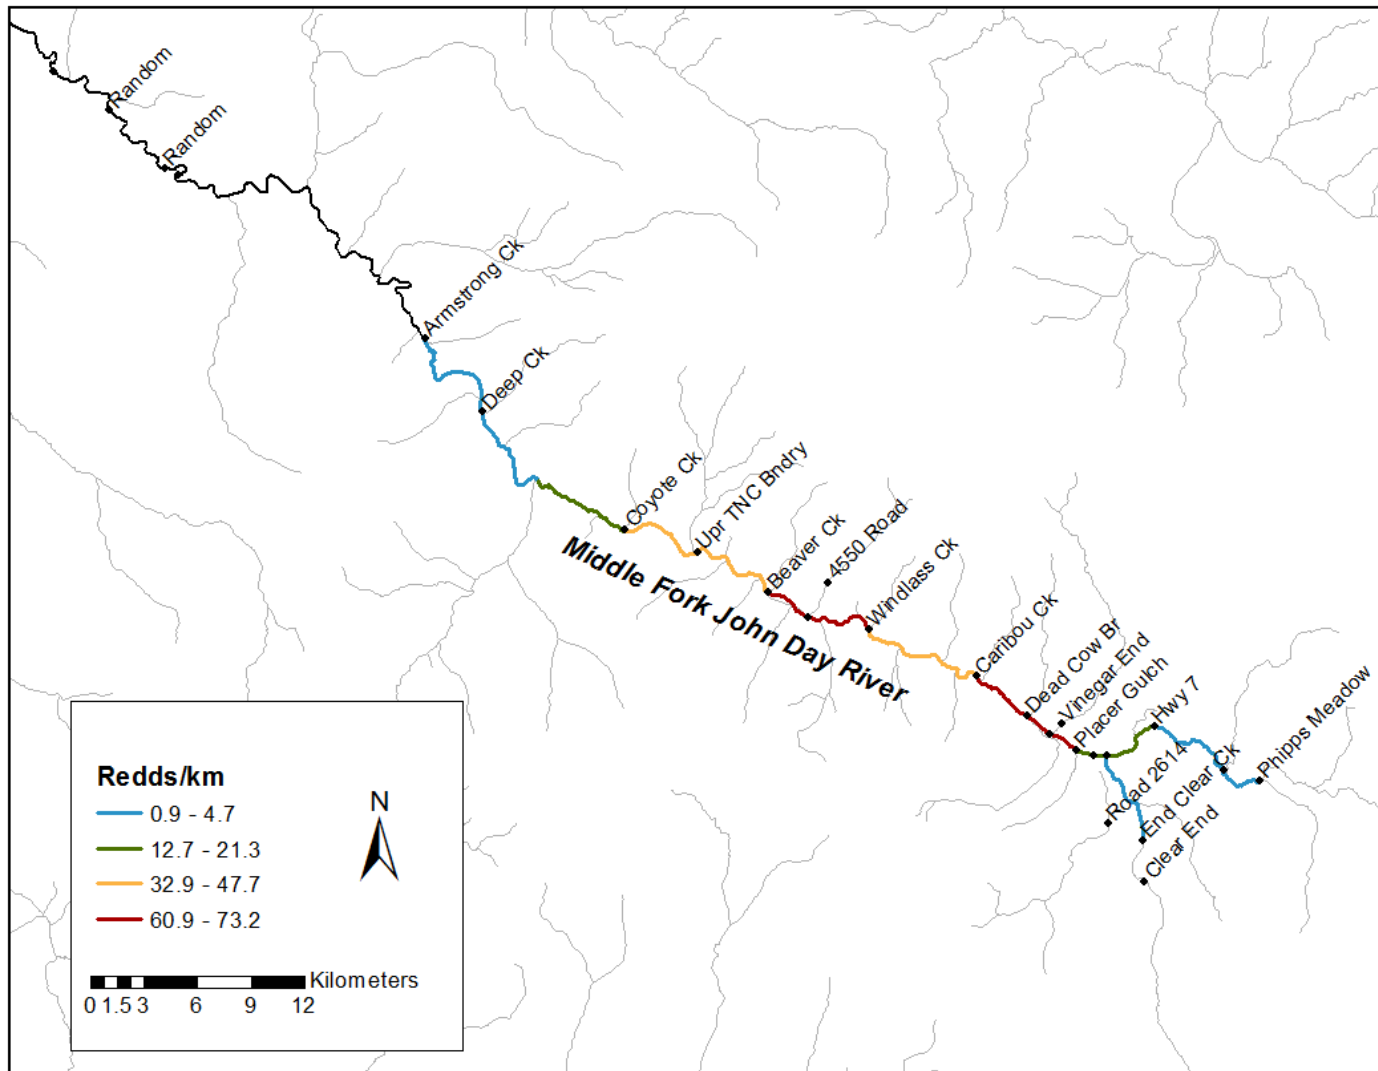 Random
Random
Armstrong Ck
Deep Ck
Coyote Ck
Upr TNC Bndry
Beaver Ck
4550 Road
Windlass Ck
Middle Fork John Day River
Caribou Ck
Dead Cow Br
Vinegar End
Placer Gulch
Hwy 7
Phipps Meadow
Road 2614
End Clear Ck
Clear End
Redds/km
0.9 - 4.7
12.7 - 21.3
32.9 - 47.7
60.9 - 73.2
N
Kilometers
0 1.5 3 6 9 12